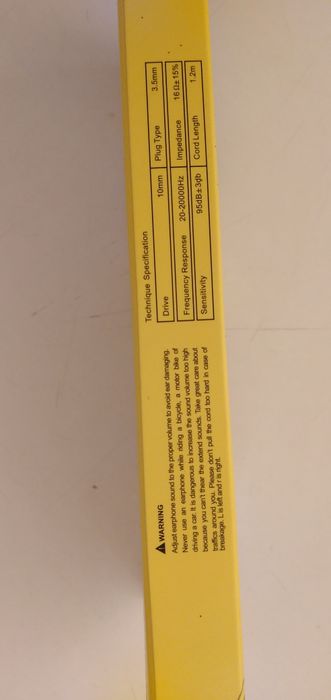 Technique Specification
Drive 10mm Plug Type 3.5mm
Frequency Response 20-20000Hz Impedance 16Ω±15%
Sensitivity 95dB±3db Cord Length 1.2m
WARNING
Adjust earphone sound to the proper volume to avoid ear damaging.
Never use an earphone while riding a bicycle, a motor bike of
driving a car. It is dangerous to increase the sound volume too high
because you can't thear the extend sounds. Take great care about
traffics around you. Please don't pull the cord too hard in case of
breakage. L is left and r is right.